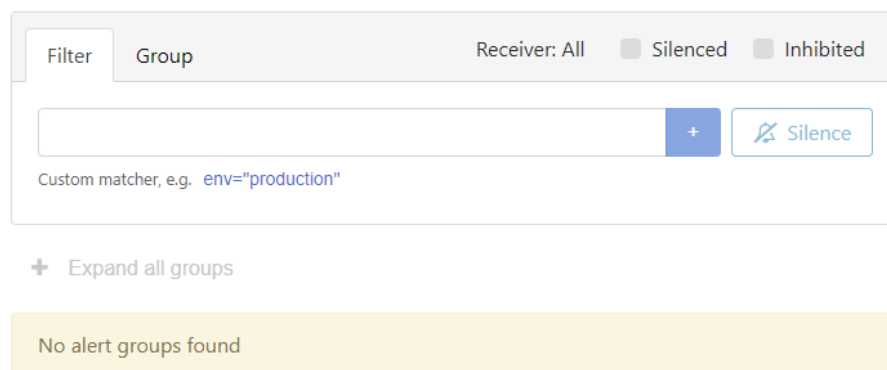 Filter Group Receiver: All Silenced Inhibited
+ Silence
Custom matcher, e.g. env="production"
+ Expand all groups
No alert groups found